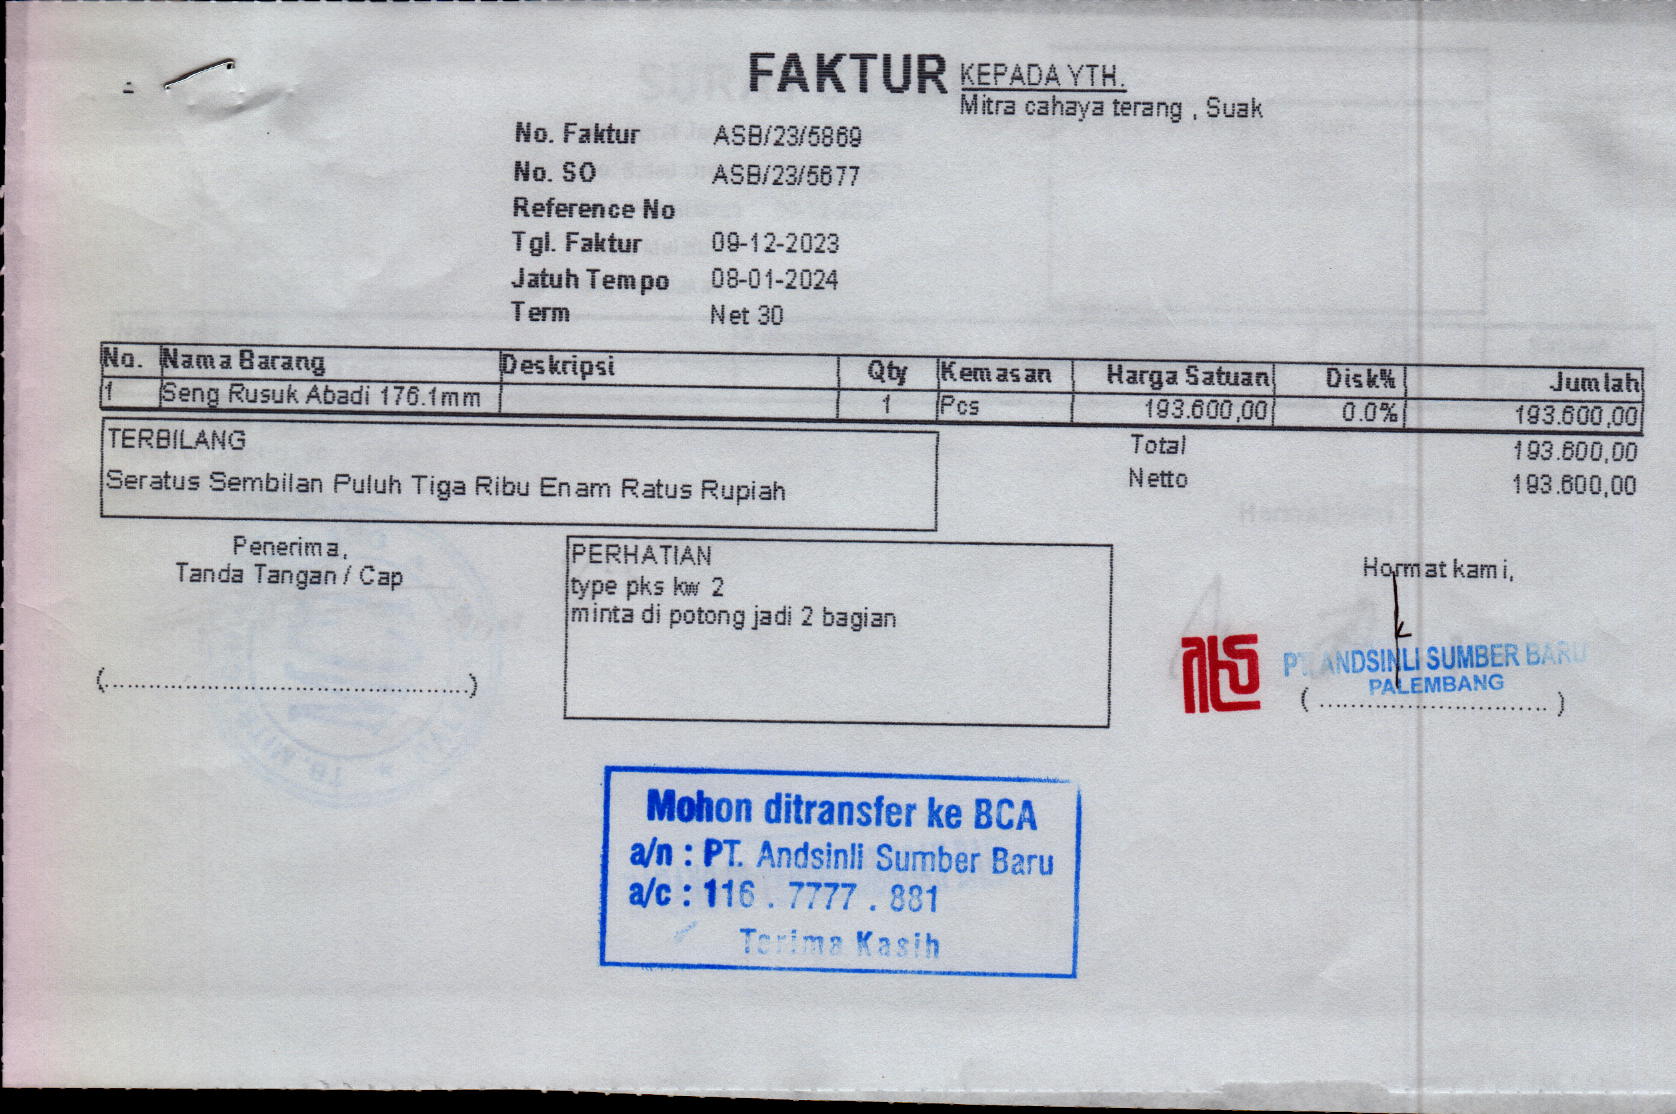 FAKTUR
KEPADA YTH.
Mitra cahaya terang , Suak
No. Faktur ASB/23/5869
No. SO ASB/23/5677
Reference No
Tgl. Faktur 09-12-2023
Jatuh Tempo 08-01-2024
Term Net 30
No. Nama Barang Deskripsi Qty Kemasan Harga Satuan Disk% Jumlah
1 Seng Rusuk Abadi 176.1mm 1 Pcs 193.600,00 0.0% 193.600,00
TERBILANG
Seratus Sembilan Puluh Tiga Ribu Enam Ratus Rupiah
Total 193.600,00
Netto 193.600,00
Penerima,
Tanda Tangan / Cap
(..................................................)
PERHATIAN
type pks kw 2
minta di potong jadi 2 bagian
Hormat kami,
PT. ANDSINLI SUMBER BARU
PALEMBANG
(...............................)
Mohon ditransfer ke BCA
a/n : PT. Andsinli Sumber Baru
a/c : 116 . 7777 . 881
Terima Kasih